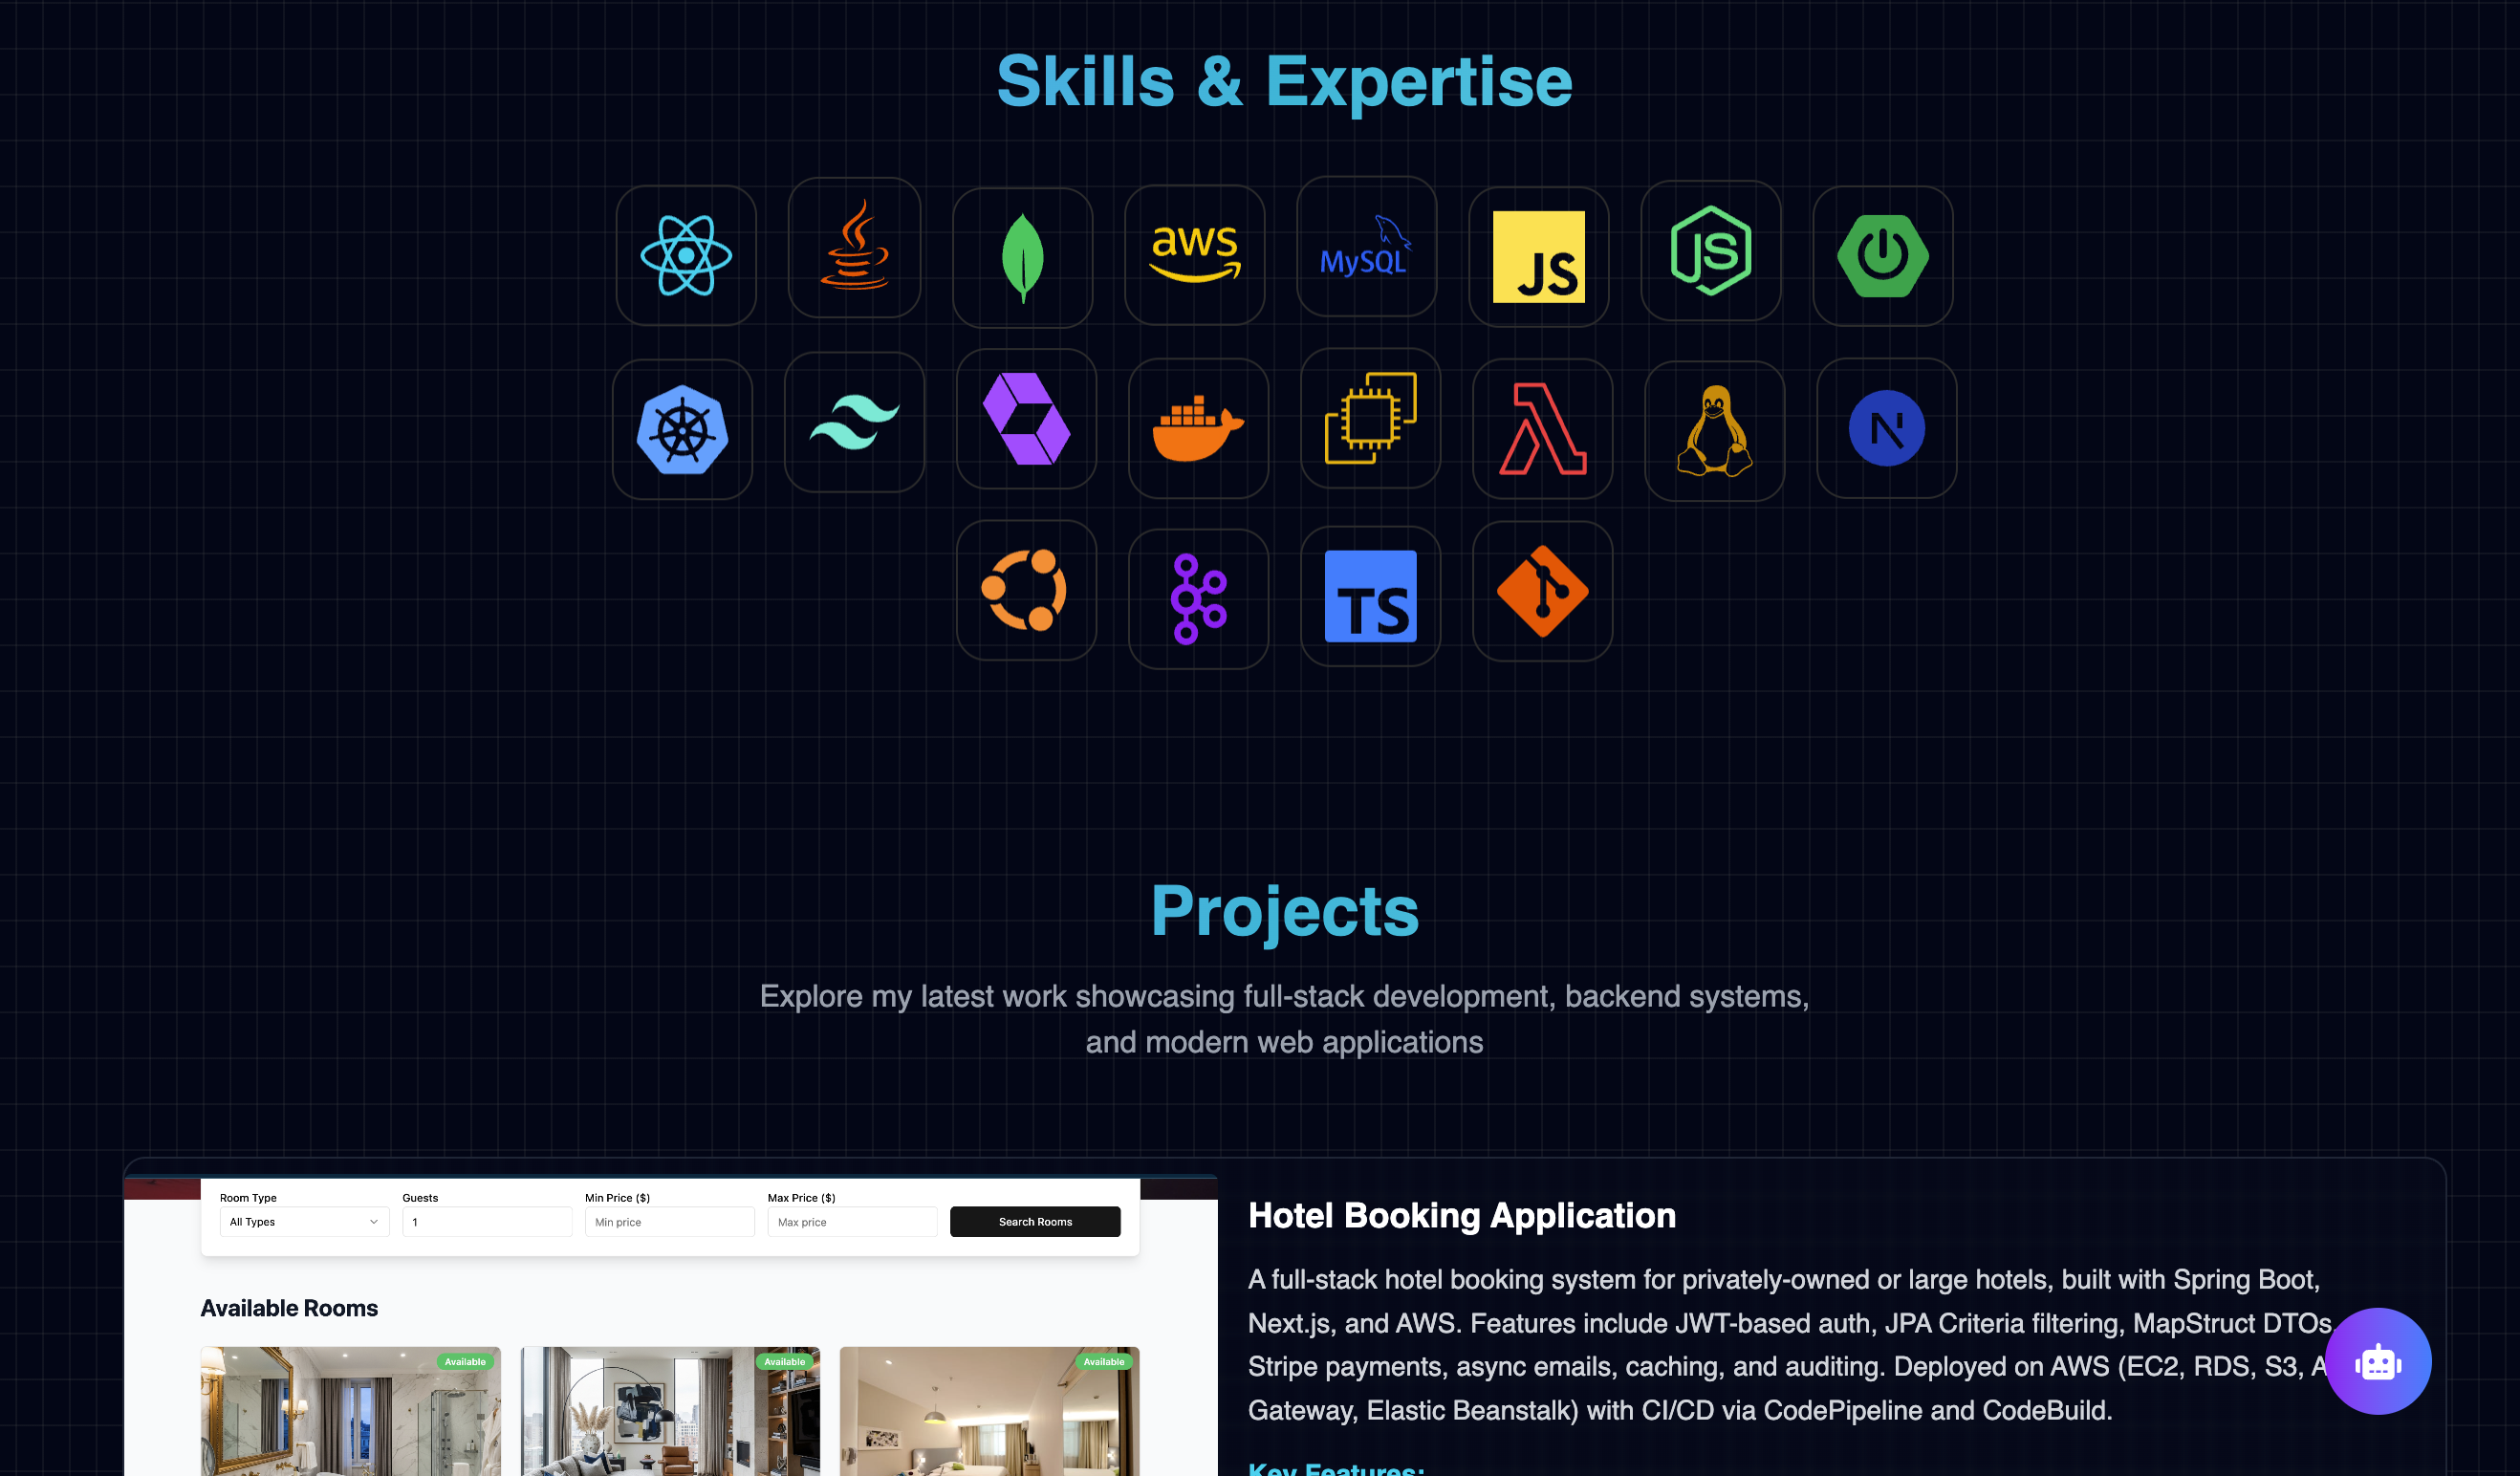 Skills & Expertise
aws
MySQL
JS
JS
N
TS
Projects
Explore my latest work showcasing full-stack development, backend systems,
and modern web applications
Room Type
Guests
Min Price ($)
Max Price ($)
All Types
1
Min price
Max price
Search Rooms
Available Rooms
Available
Available
Available
Hotel Booking Application
A full-stack hotel booking system for privately-owned or large hotels, built with Spring Boot,
Next.js, and AWS. Features include JWT-based auth, JPA Criteria filtering, MapStruct DTOs,
Stripe payments, async emails, caching, and auditing. Deployed on AWS (EC2, RDS, S3,
Gateway, Elastic Beanstalk) with CI/CD via CodePipeline and CodeBuild.
Key Features: